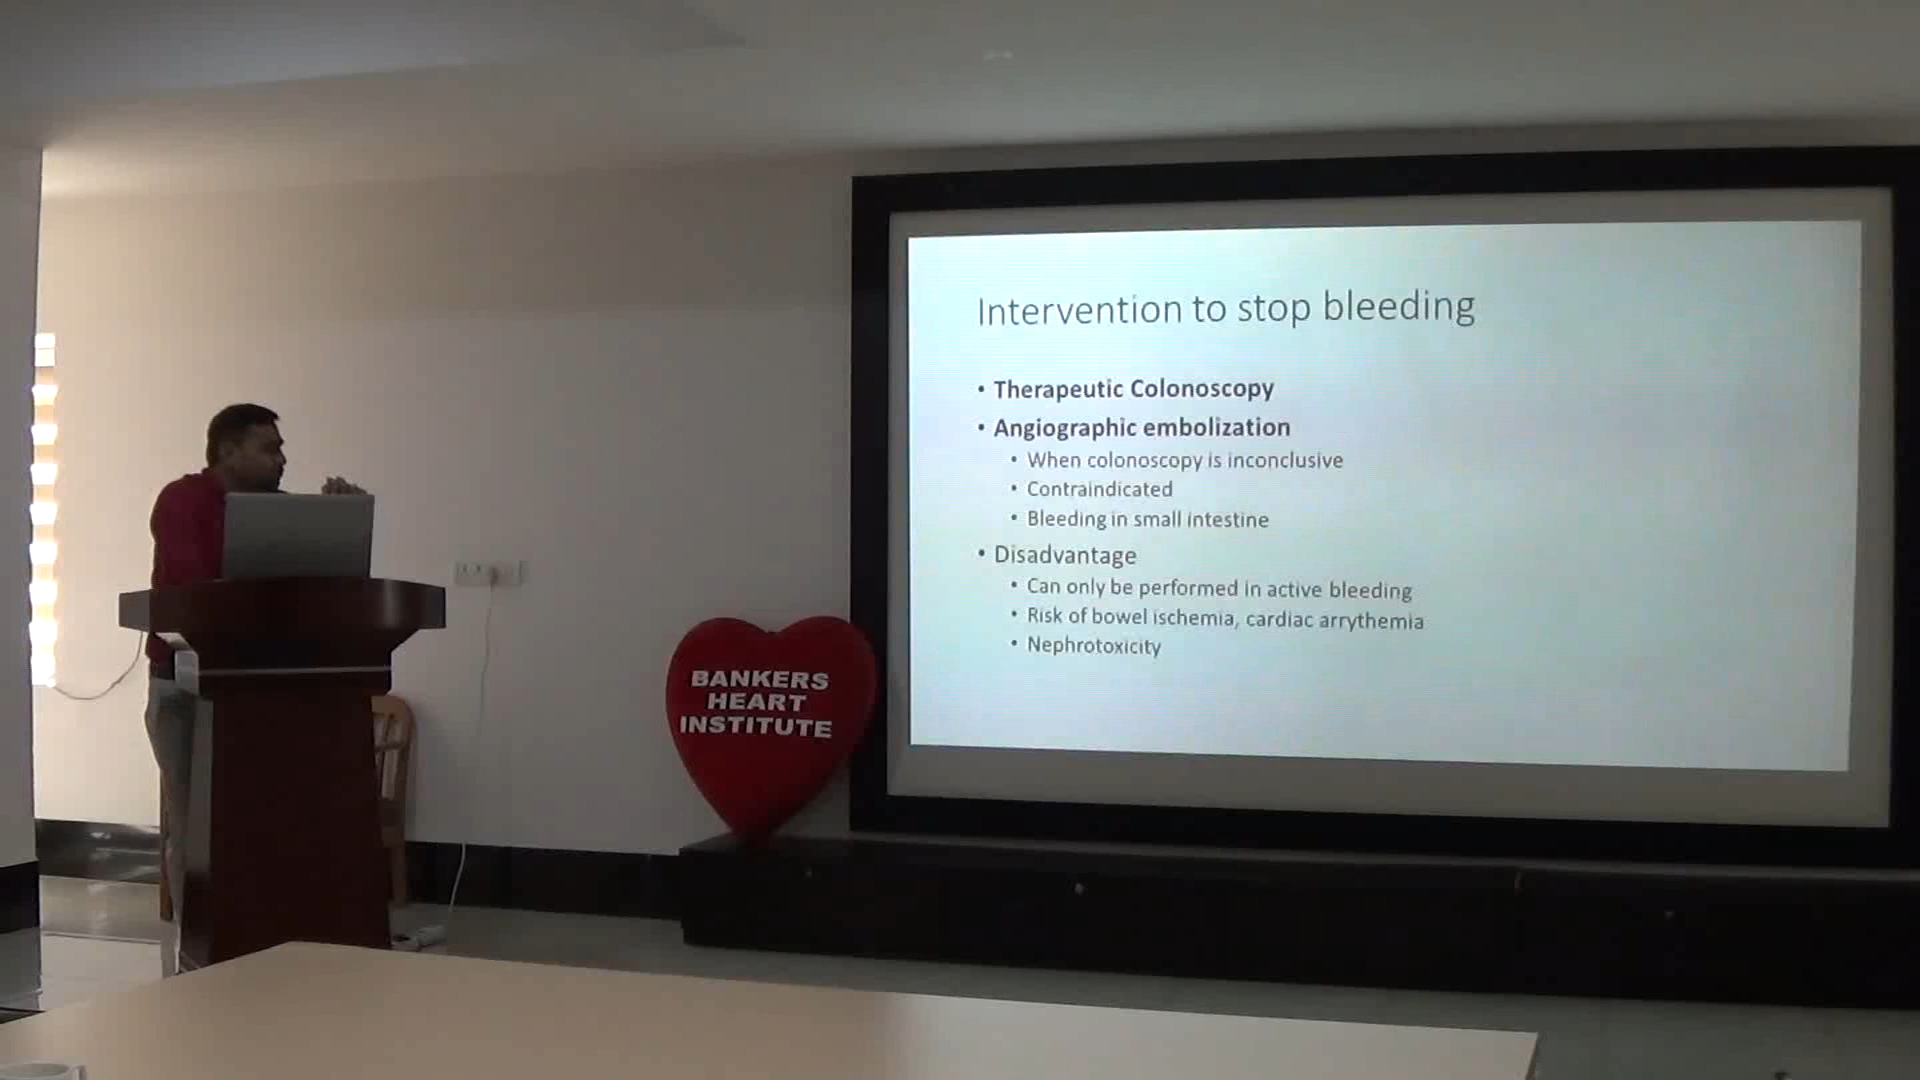 Intervention to stop bleeding
• Therapeutic Colonoscopy
• Angiographic embolization
• When colonoscopy is inconclusive
• Contraindicated
• Bleeding in small intestine
• Disadvantage
• Can only be performed in active bleeding
• Risk of bowel ischemia, cardiac arrythemia
• Nephrotoxicity
BANKERS
HEART
INSTITUTE